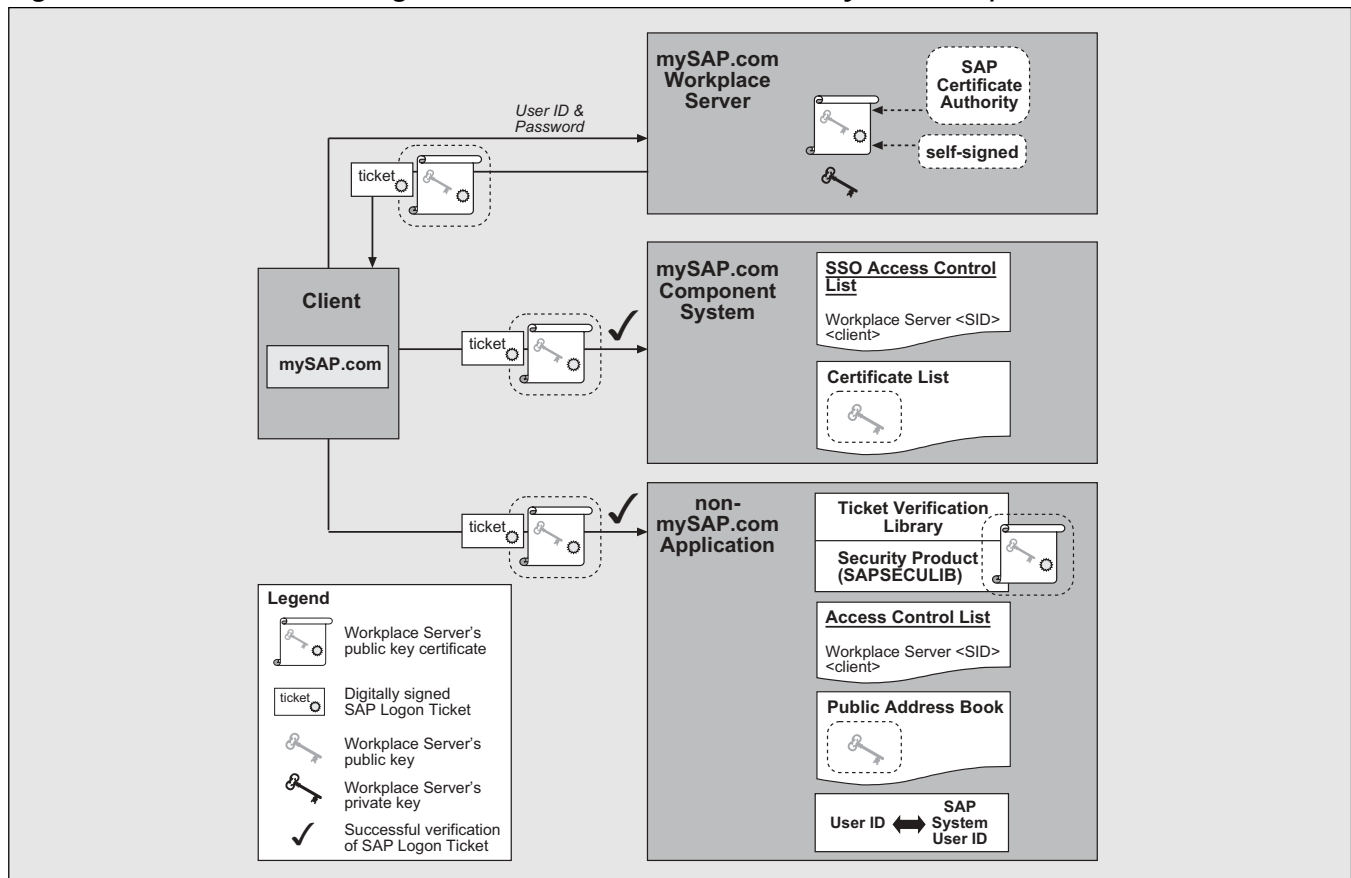 mySAP.com
Workplace
Server
SAP
Certificate
Authority
self-signed
User ID &
Password
ticket
Client
mySAP.com
mySAP.com
Component
System
SSO Access Control
List
Workplace Server <SID>
<client>
Certificate List
ticket
non-
mySAP.com
Application
Ticket Verification
Library
Security Product
(SAPSECULIB)
Access Control List
Workplace Server <SID>
<client>
Public Address Book
User ID
SAP
System
User ID
ticket
Legend
Workplace Server's
public key certificate
ticket
Digitally signed
SAP Logon Ticket
Workplace Server's
public key
Workplace Server's
private key
Successful verification
of SAP Logon Ticket